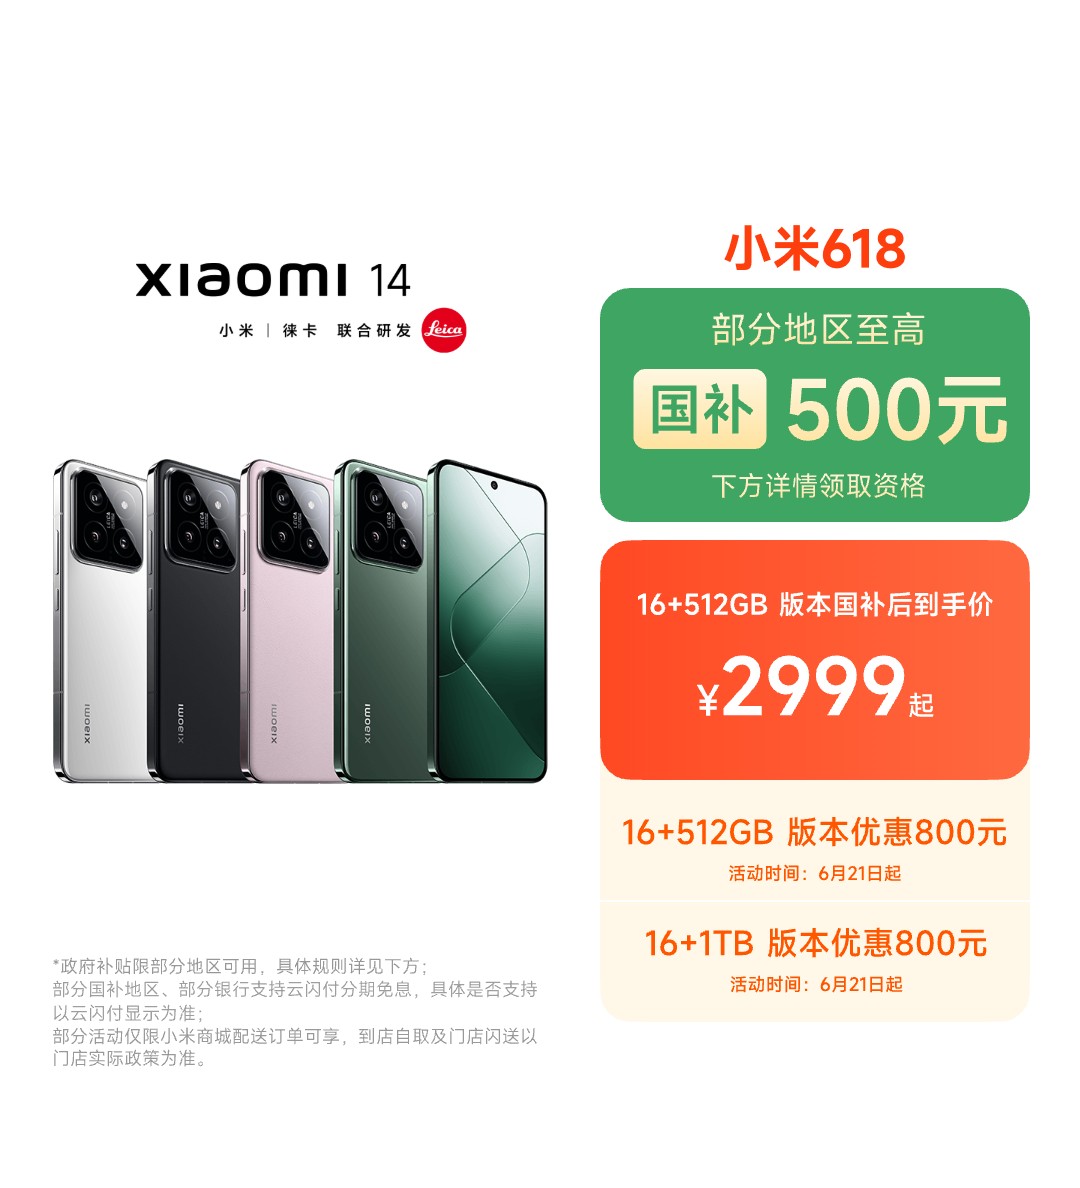 xiaomi 14
小米 | 徕卡 联合研发 Leica
xiaomi
xiaomi
xiaomi
xiaomi
*政府补贴限部分地区可用，具体规则详见下方；
部分国补地区、部分银行支持云闪付分期免息，具体是否支持
以云闪付显示为准；
部分活动仅限小米商城配送订单可享，到店自取及门店闪送以
门店实际政策为准。
小米618
部分地区至高
国补 500元
下方详情领取资格
16+512GB 版本国补后到手价
¥2999起
16+512GB 版本优惠800元
活动时间：6月21日起
16+1TB 版本优惠800元
活动时间：6月21日起